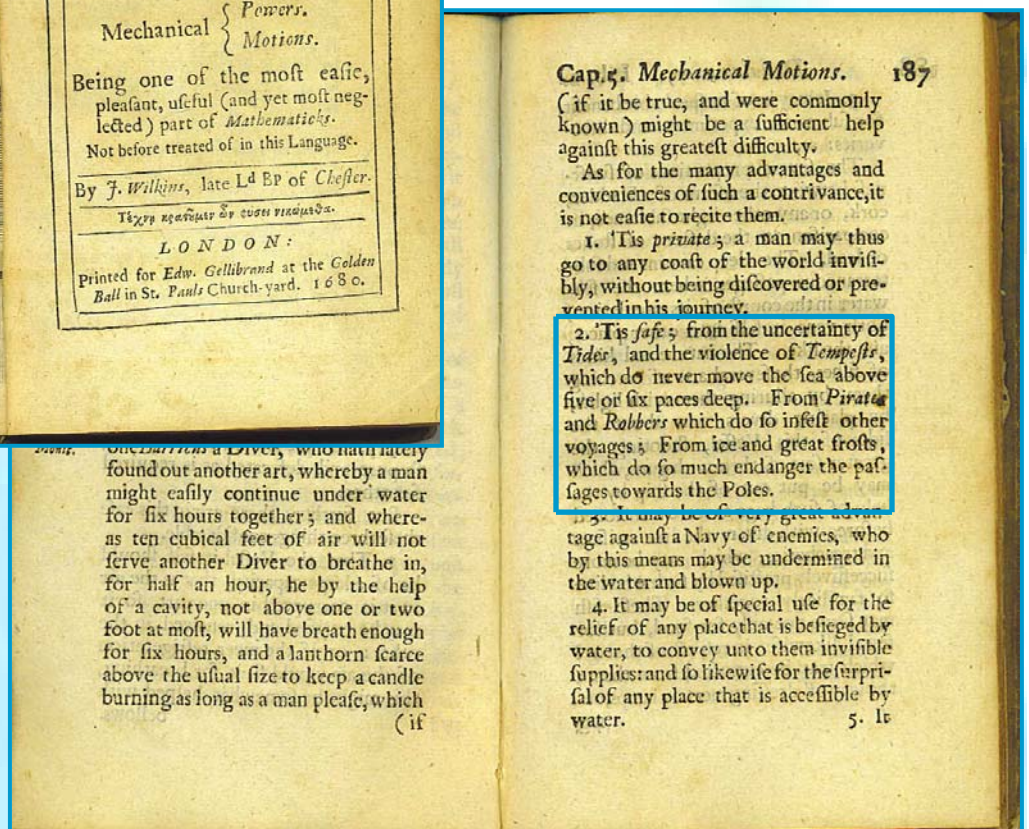 Mechanical { Powers.
Motions.
Being one of the moſt eaſie,
pleaſant, uſeful (and yet moſt neg-
lected) part of Mathematicks.
Not before treated of in this Language.
By J. Wilkins, late Lᵈ BP of Cheſter.
LONDON:
Printed for Edw. Gellibrand at the Golden
Ball in St. Pauls Church-yard. 1680.
a Diver, who hath lately
found out another art, whereby a man
might eaſily continue under water
for ſix hours together; and where-
as ten cubical feet of air will not
ſerve another Diver to breathe in,
for half an hour, he by the help
of a cavity, not above one or two
foot at moſt, will have breath enough
for ſix hours, and a lanthorn ſcarce
above the uſual ſize to keep a candle
burning as long as a man pleaſe, which
(if
Cap.5. Mechanical Motions. 187
(if it be true, and were commonly
known) might be a ſufficient help
againſt this greateſt difficulty.
As for the many advantages and
conveniences of ſuch a contrivance, it
is not eaſie to recite them.
1. 'Tis private; a man may thus
go to any coaſt of the world inviſi-
bly, without being diſcovered or pre-
vented in his journey.
2. 'Tis ſafe; from the uncertainty of
Tides, and the violence of Tempeſts,
which do never move the ſea above
five or ſix paces deep. From Pirates
and Robbers which do ſo infeſt other
voyages; From ice and great froſts,
which do ſo much endanger the paſ-
ſages towards the Poles.
3. It may be of very great advan-
tage againſt a Navy of enemies, who
by this means may be undermined in
the water and blown up.
4. It may be of ſpecial uſe for the
relief of any place that is beſieged by
water, to convey unto them inviſible
ſupplies: and ſo likewiſe for the ſurpri-
ſal of any place that is acceſſible by
water. 5. It